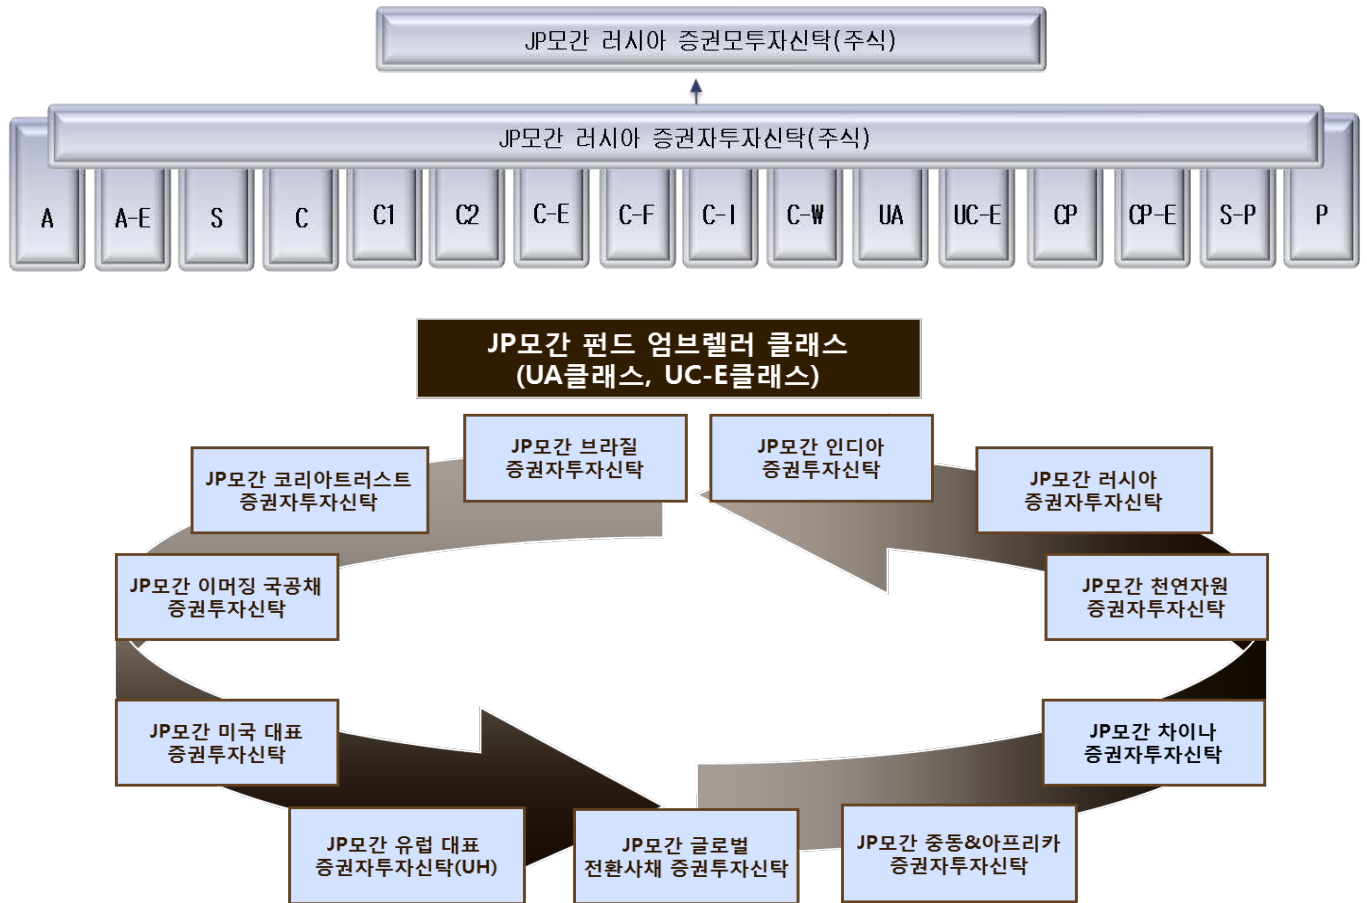 JP모간 러시아 증권모투자신탁(주식)
JP모간 러시아 증권자투자신탁(주식)
A A-E S C C1 C2 C-E C-F C-I C-W UA UC-E CP CP-E S-P P
JP모간 펀드 엄브렐러 클래스
(UA클래스, UC-E클래스)
JP모간 브라질
증권자투자신탁
JP모간 인디아
증권자투자신탁
JP모간 코리아트러스트
증권자투자신탁
JP모간 러시아
증권자투자신탁
JP모간 이머징 국공채
증권투자신탁
JP모간 천연자원
증권자투자신탁
JP모간 미국 대표
증권투자신탁
JP모간 차이나
증권자투자신탁
JP모간 유럽 대표
증권자투자신탁(UH)
JP모간 글로벌
전환사채 증권투자신탁
JP모간 중동&아프리카
증권자투자신탁